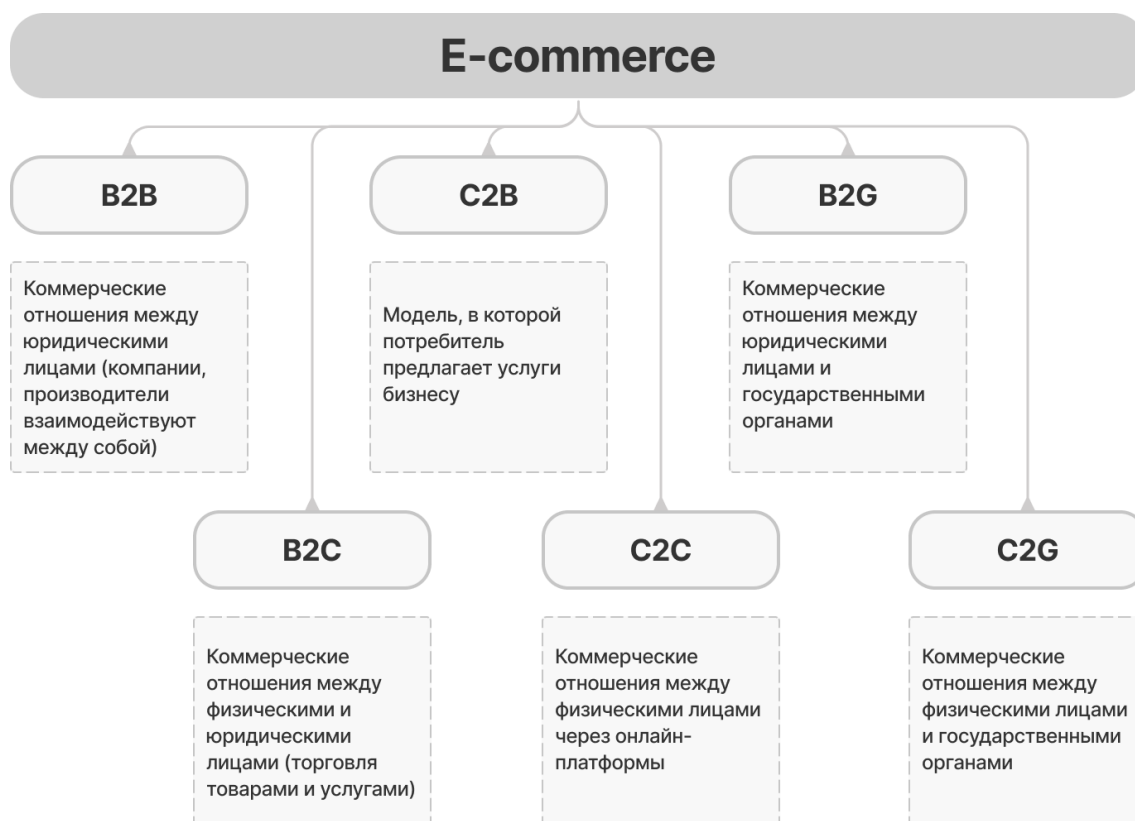 E-commerce
B2B
C2B
B2G
Коммерческие
отношения между
юридическими
лицами (компании,
производители
взаимодействуют
между собой)
Модель, в которой
потребитель
предлагает услуги
бизнесу
Коммерческие
отношения между
юридическими
лицами и
государственными
органами
B2C
C2C
C2G
Коммерческие
отношения между
физическими и
юридическими
лицами (торговля
товарами и услугами)
Коммерческие
отношения между
физическими лицами
через онлайн-
платформы
Коммерческие
отношения между
физическими лицами
и государственными
органами